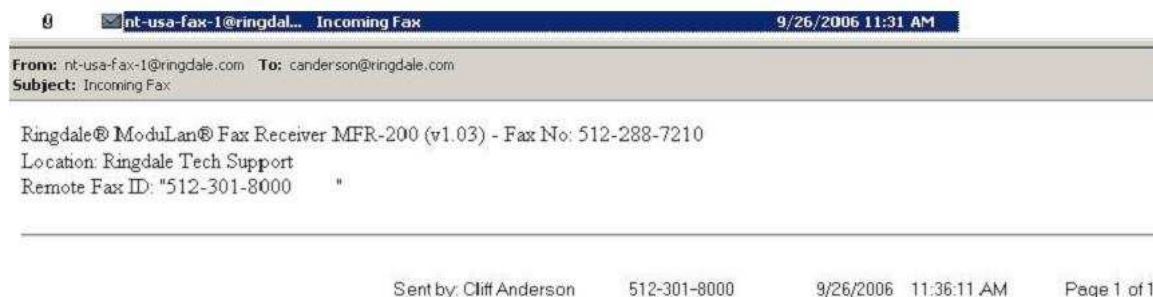 nt-usa-fax-1@ringdal... Incoming Fax 9/26/2006 11:31 AM
From: nt-usa-fax-1@ringdale.com To: canderson@ringdale.com
Subject: Incoming Fax
Ringdale® ModuLan® Fax Receiver MFR-200 (v1.03) - Fax No: 512-288-7210
Location: Ringdale Tech Support
Remote Fax ID: "512-301-8000 "
Sent by: Cliff Anderson 512-301-8000 9/26/2006 11:36:11 AM Page 1 of 1